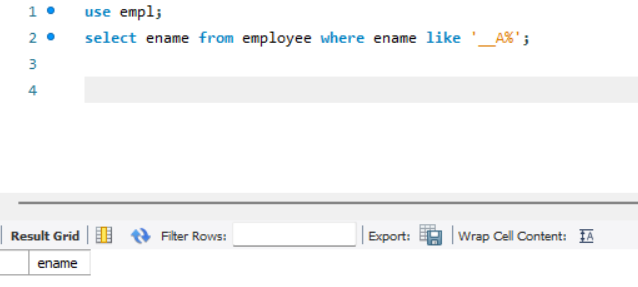 1 use empl;
2 select ename from employee where ename like '__A%';
3
4
Result Grid Filter Rows: Export: Wrap Cell Content: IA
ename